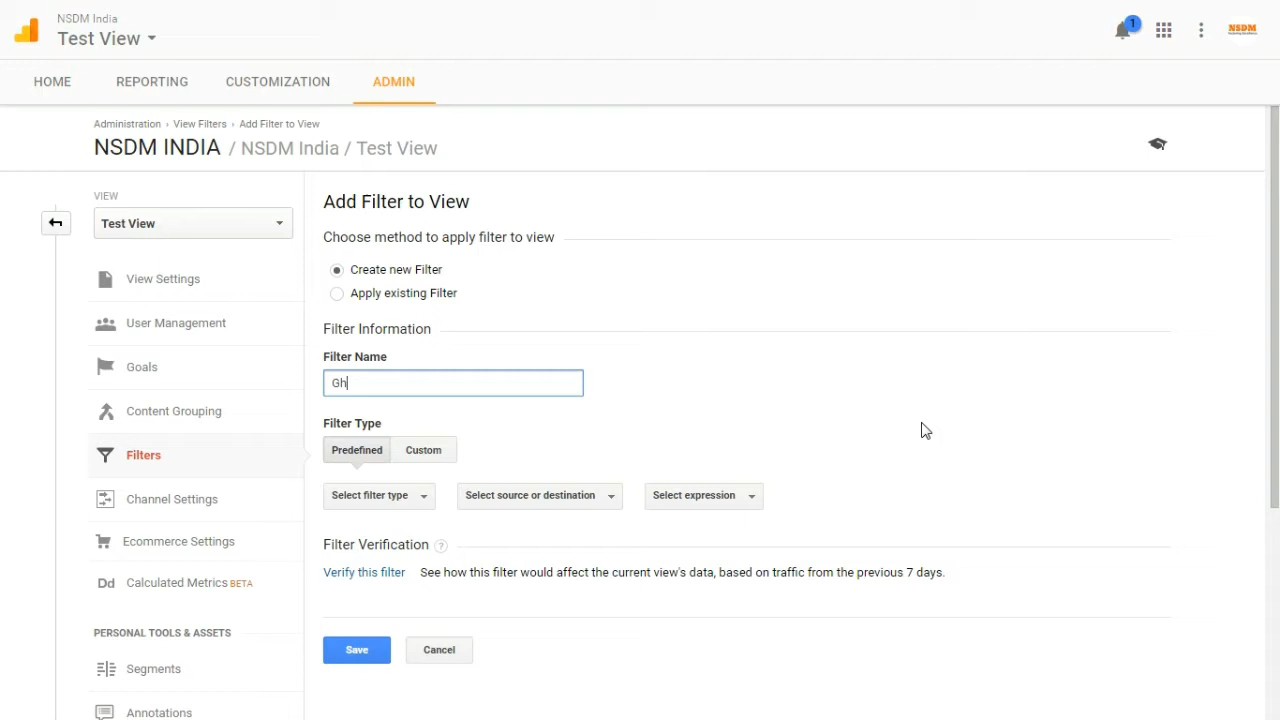 NSDM India
Test View
1
NSDM
HOME REPORTING CUSTOMIZATION ADMIN
Administration › View Filters › Add Filter to View
NSDM INDIA / NSDM India / Test View
VIEW
Test View
View Settings
User Management
Goals
Content Grouping
Filters
Channel Settings
Ecommerce Settings
Dd Calculated Metrics BETA
PERSONAL TOOLS & ASSETS
Segments
Annotations
Add Filter to View
Choose method to apply filter to view
Create new Filter
Apply existing Filter
Filter Information
Filter Name
Gh
Filter Type
Predefined Custom
Select filter type Select source or destination Select expression
Filter Verification ?
Verify this filter See how this filter would affect the current view's data, based on traffic from the previous 7 days.
Save Cancel